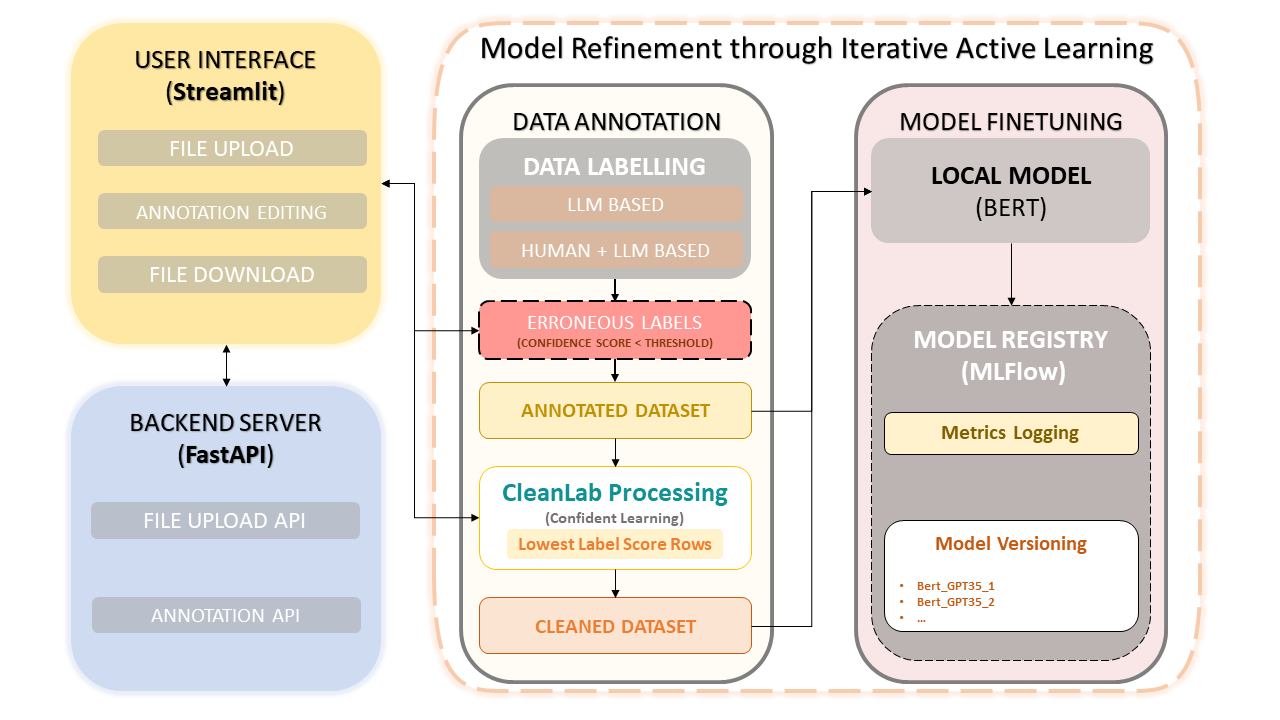 USER INTERFACE
(Streamlit)
FILE UPLOAD
ANNOTATION EDITING
FILE DOWNLOAD
BACKEND SERVER
(FastAPI)
FILE UPLOAD API
ANNOTATION API
Model Refinement through Iterative Active Learning
DATA ANNOTATION
DATA LABELLING
LLM BASED
HUMAN + LLM BASED
ERRONEOUS LABELS
(CONFIDENCE SCORE < THRESHOLD)
ANNOTATED DATASET
CleanLab Processing
(Confident Learning)
Lowest Label Score Rows
CLEANED DATASET
MODEL FINETUNING
LOCAL MODEL
(BERT)
MODEL REGISTRY
(MLFlow)
Metrics Logging
Model Versioning
• Bert_GPT35_1
• Bert_GPT35_2
• ...